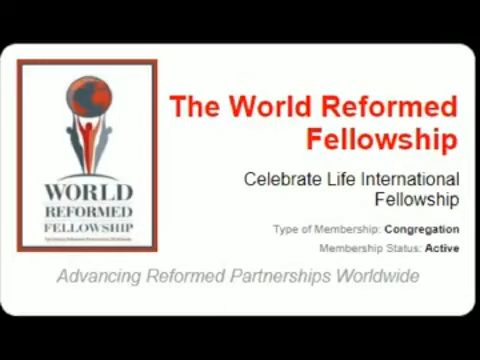 The World Reformed
Fellowship
Celebrate Life International
Fellowship
Type of Membership: Congregation
Membership Status: Active
WORLD
REFORMED
FELLOWSHIP
Advancing Reformed Partnerships Worldwide